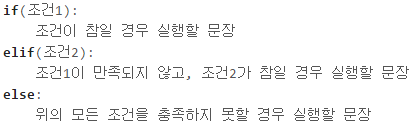 if(조건1):
    조건이 참일 경우 실행할 문장
elif(조건2):
    조건1이 만족되지 않고, 조건2가 참일 경우 실행할 문장
else:
    위의 모든 조건을 충족하지 못할 경우 실행할 문장